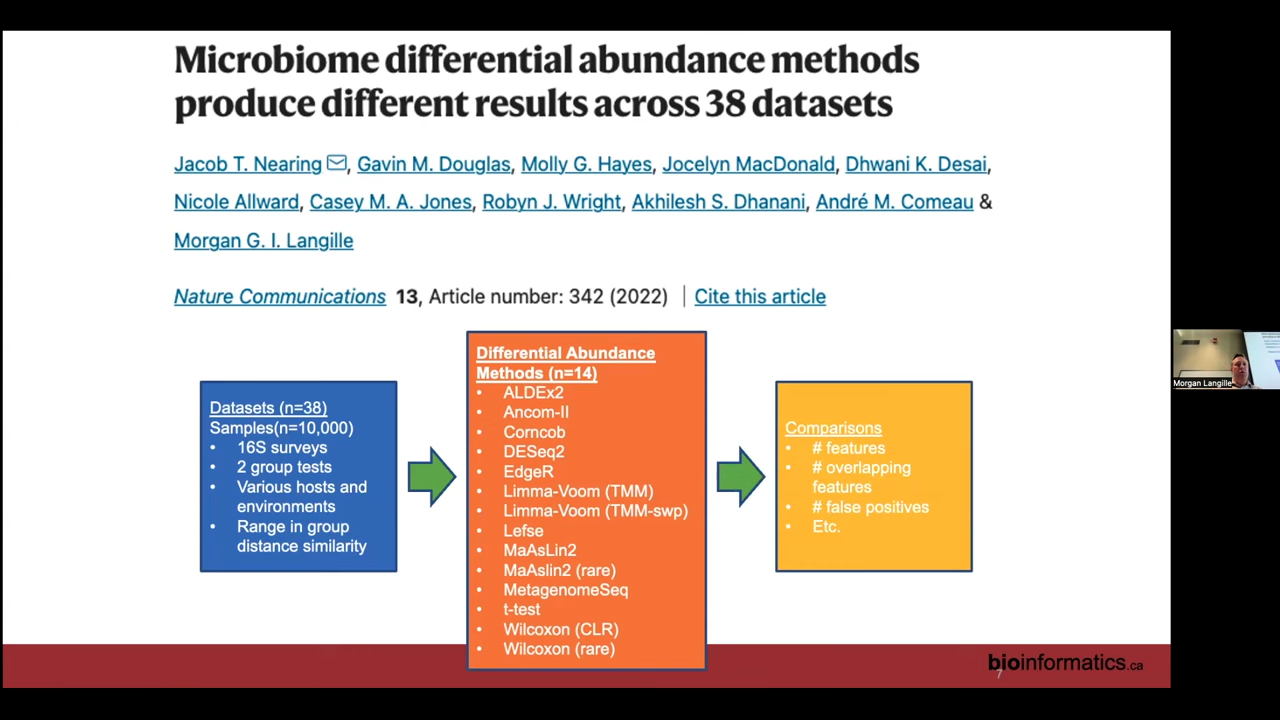 Microbiome differential abundance methods
produce different results across 38 datasets
Jacob T. Nearing, Gavin M. Douglas, Molly G. Hayes, Jocelyn MacDonald, Dhwani K. Desai,
Nicole Allward, Casey M. A. Jones, Robyn J. Wright, Akhilesh S. Dhanani, André M. Comeau &
Morgan G. I. Langille
Nature Communications 13, Article number: 342 (2022) | Cite this article
Datasets (n=38)
Samples(n=10,000)
• 16S surveys
• 2 group tests
• Various hosts and
environments
• Range in group
distance similarity
Differential Abundance
Methods (n=14)
• ALDEx2
• Ancom-II
• Corncob
• DESeq2
• EdgeR
• Limma-Voom (TMM)
• Limma-Voom (TMM-swp)
• Lefse
• MaAsLin2
• MaAslin2 (rare)
• MetagenomeSeq
• t-test
• Wilcoxon (CLR)
• Wilcoxon (rare)
Comparisons
• # features
• # overlapping
features
• # false positives
• Etc.
Morgan Langille
bioinformatics.ca
7